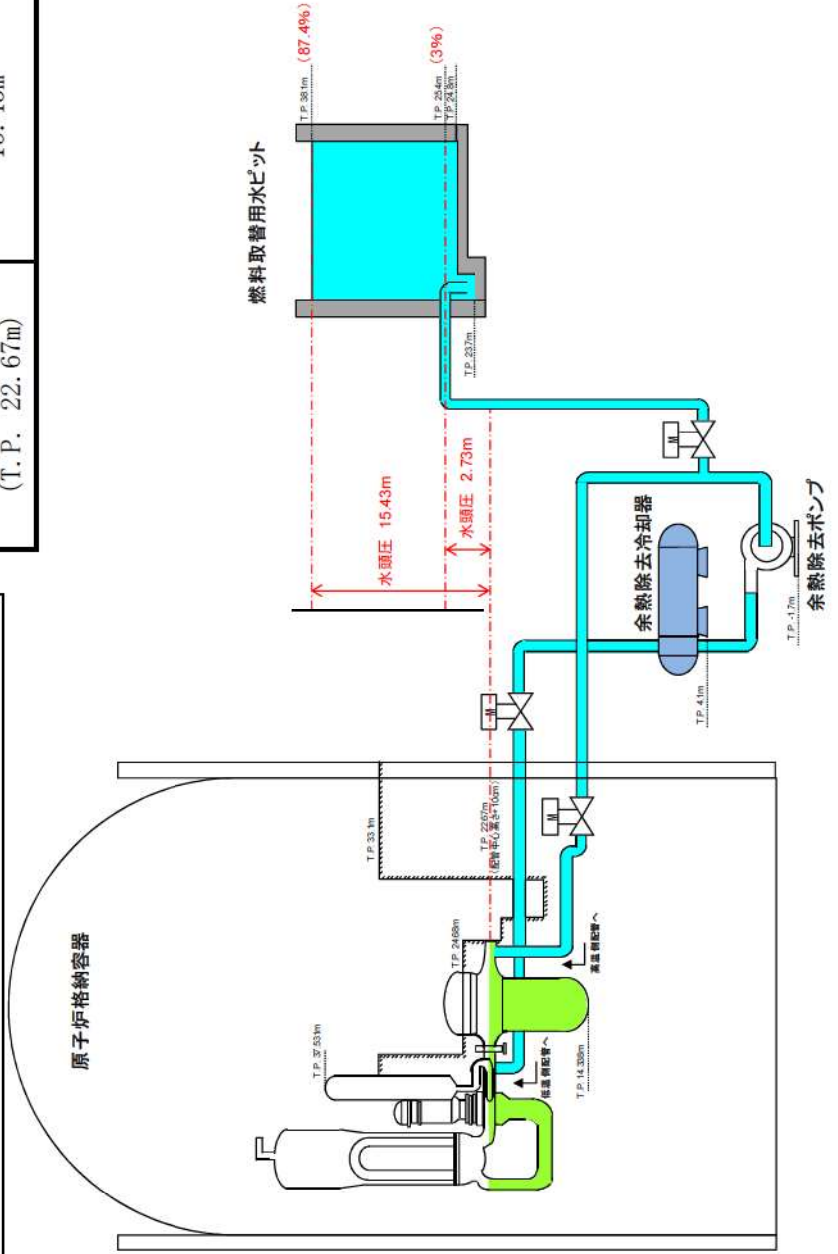 (T.P. 22.67m)
原子炉格納容器
燃料取替用水ピット
(87.4%)
T.P. 38.1m
(3%)
T.P. 25.4m
T.P. 24.8m
T.P. 23.7m
水頭圧 15.43m
水頭圧 2.73m
T.P. 33.1m
T.P. 22.67m
(配管中心高さ+10cm)
T.P. 24.68m
T.P. 37.531m
M
M
M
高温側配管へ
低温側配管へ
T.P. 14.338m
余熱除去冷却器
T.P. 4.1m
T.P. -1.7m
余熱除去ポンプ